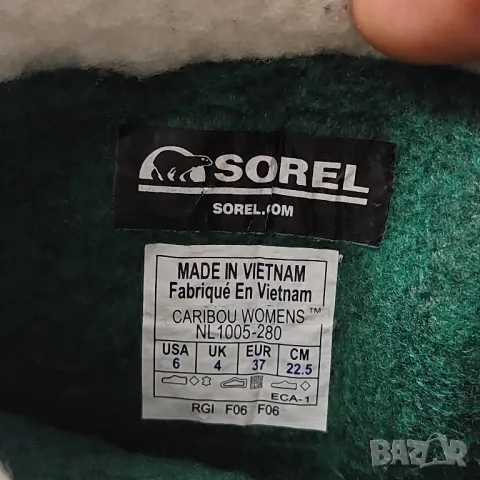 SOREL
SOREL.COM
MADE IN VIETNAM
Fabriqué En Vietnam
CARIBOU WOMENS™
NL1005-280
USA UK EUR CM
6 4 37 22.5
ECA-1
RGI F06 F06
BAZAR